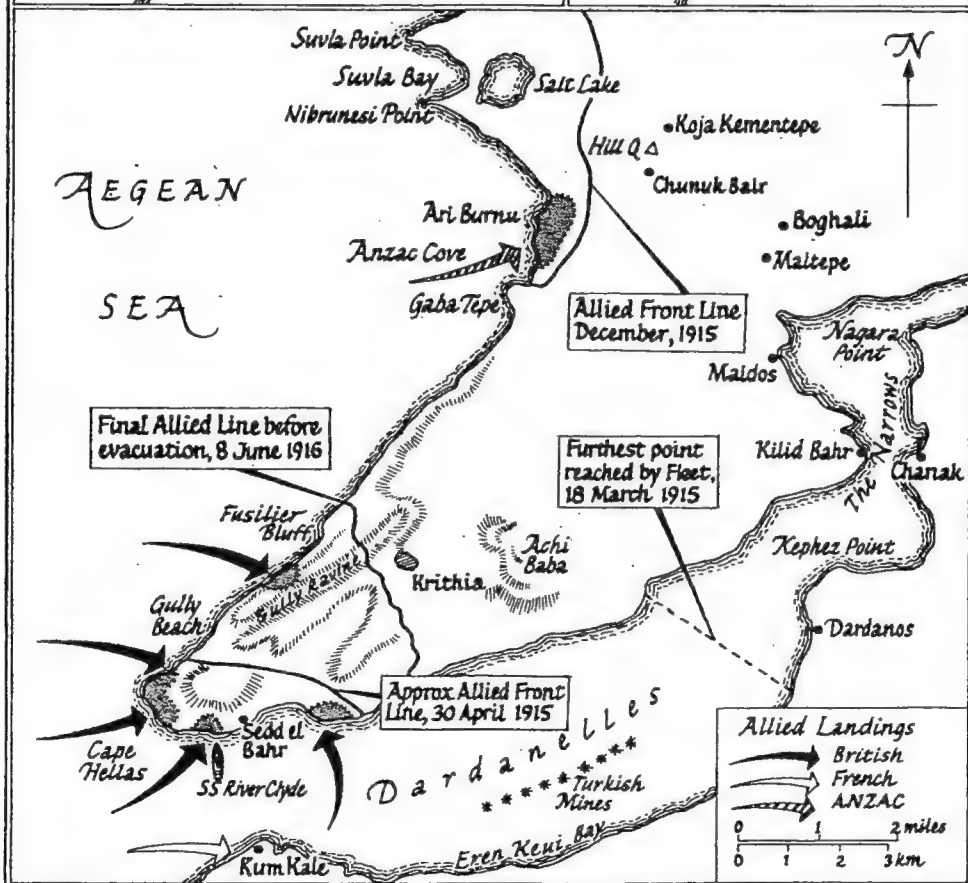 Suvla Point
Suvla Bay
Salt Lake
Nibrunesi Point
N
Koja Kementepe
Hill Q
Chunuk Bair
AEGEAN
SEA
Ari Burnu
Boghali
Anzac Cove
Maltepe
Gaba Tepe
Allied Front Line
December, 1915
Nagara
Point
Maidos
Final Allied Line before
evacuation, 8 June 1916
Furthest point
reached by Fleet,
18 March 1915
Kilid Bahr
The Narrows
Chanak
Fusilier
Bluff
Achi
Baba
Kephez Point
Krithia
Gully Ravine
Gully
Beach
Dardanos
Approx Allied Front
Line, 30 April 1915
Sedd el
Bahr
Cape
Hellas
SS River Clyde
Dardanelles
Turkish
Mines
Kum Kale
Eren Keui Bay
Allied Landings
British
French
ANZAC
0 1 2 miles
0 1 2 3 km